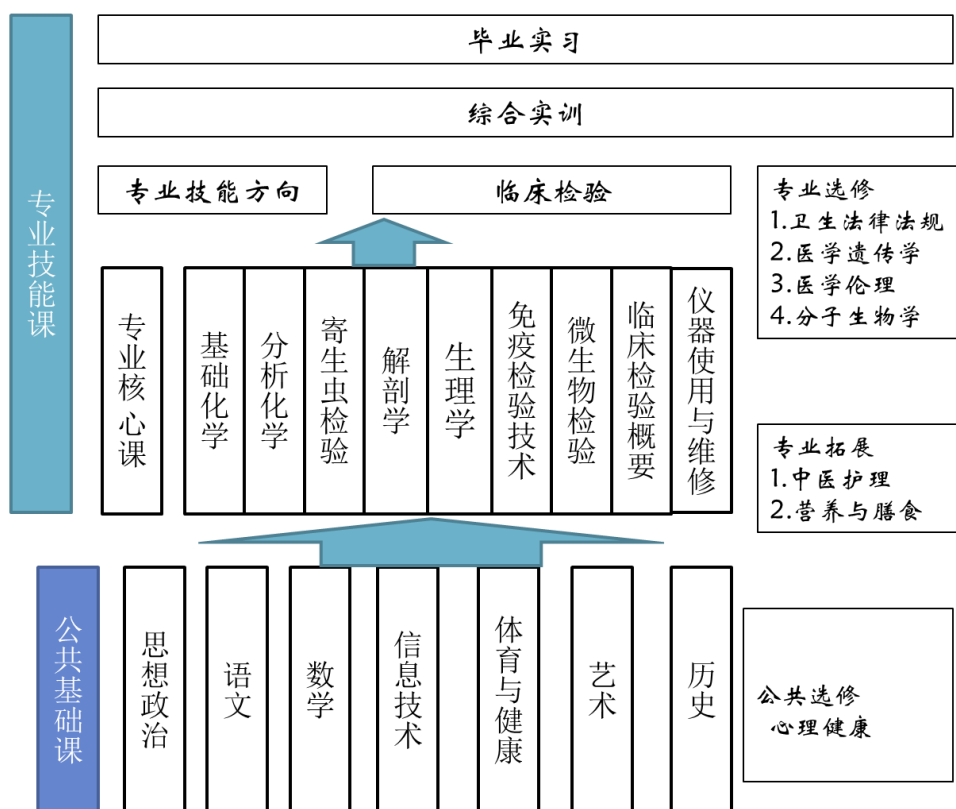 毕业实习
综合实训
专业技能课
专业技能方向
临床检验
专业选修
1.卫生法律法规
2.医学遗传学
3.医学伦理
4.分子生物学
专业核心课
基础化学
分析化学
寄生虫检验
解剖学
生理学
免疫检验技术
微生物检验
临床检验概要
仪器使用与维修
专业拓展
1.中医护理
2.营养与膳食
公共基础课
思想政治
语文
数学
信息技术
体育与健康
艺术
历史
公共选修
心理健康